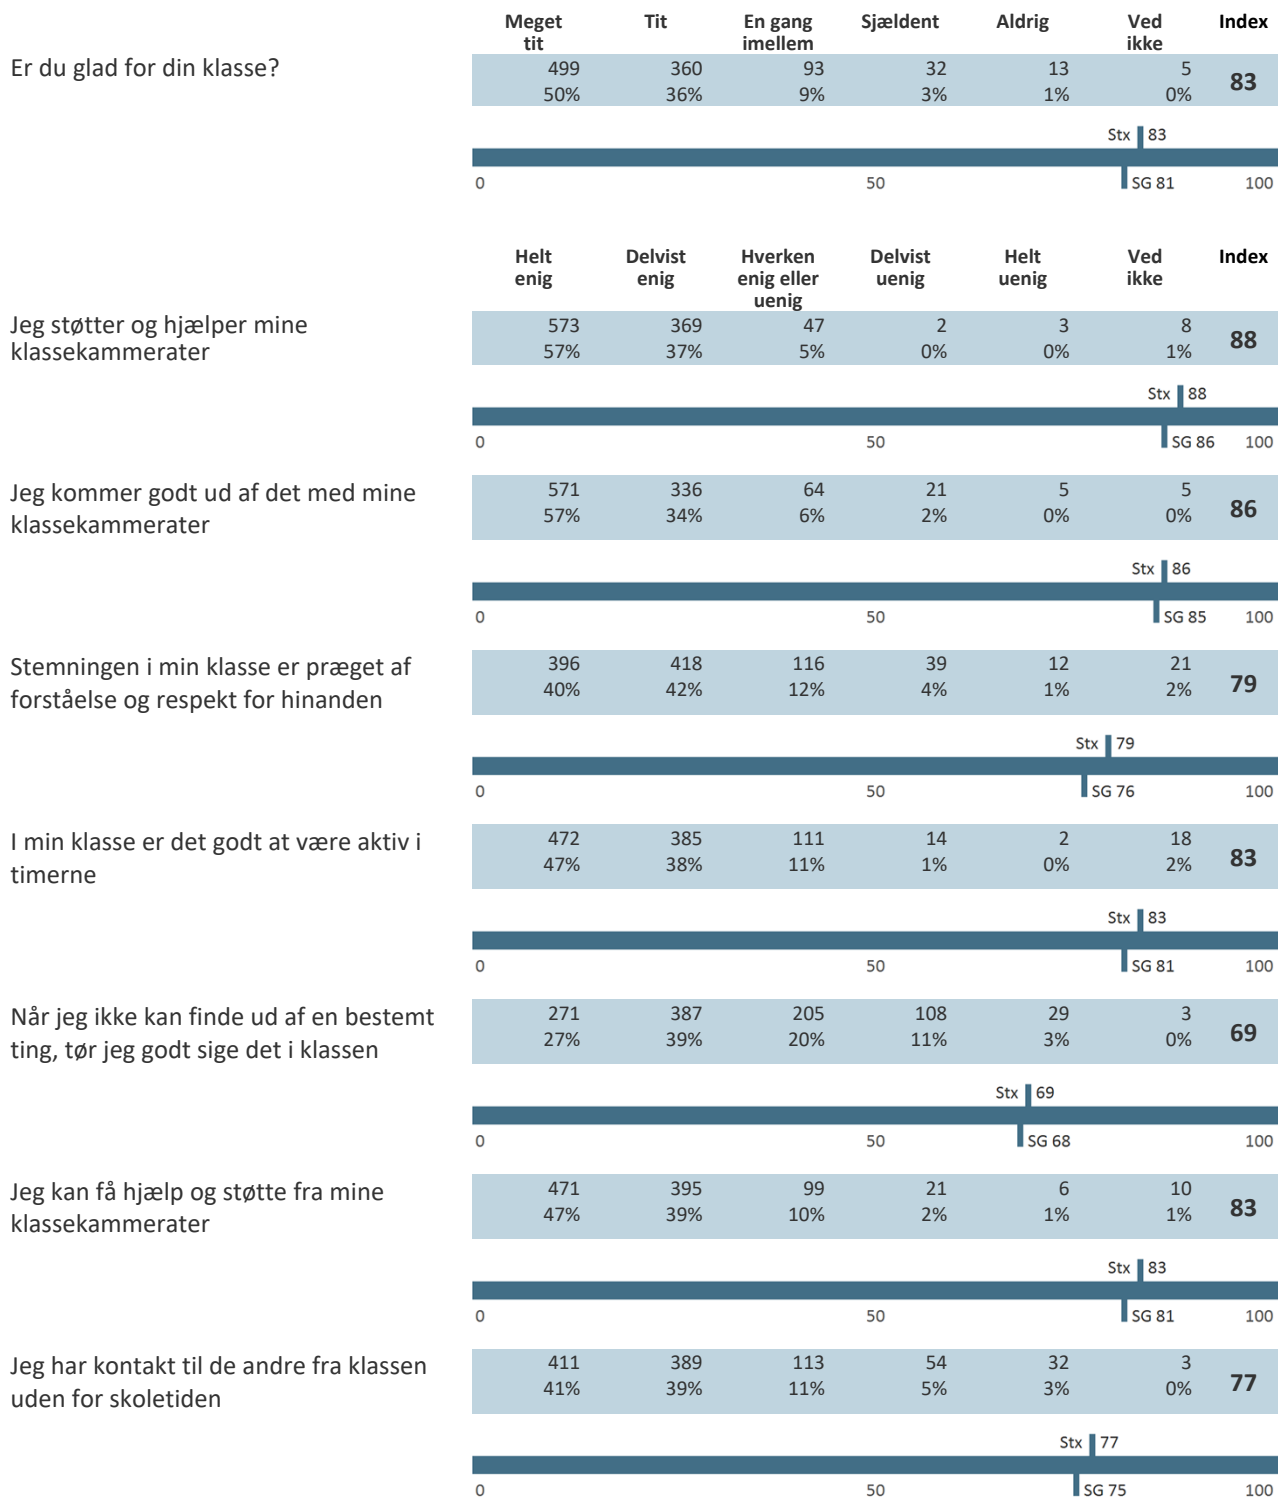 Meget tit Tit En gang imellem Sjældent Aldrig Ved ikke Index
Er du glad for din klasse?
499 360 93 32 13 5 83
50% 36% 9% 3% 1% 0%
Stx 83
0 50 SG 81 100
Helt enig Delvist enig Hverken enig eller uenig Delvist uenig Helt uenig Ved ikke Index
Jeg støtter og hjælper mine
klassekammerater
573 369 47 2 3 8 88
57% 37% 5% 0% 0% 1%
Stx 88
0 50 SG 86 100
Jeg kommer godt ud af det med mine
klassekammerater
571 336 64 21 5 5 86
57% 34% 6% 2% 0% 0%
Stx 86
0 50 SG 85 100
Stemningen i min klasse er præget af
forståelse og respekt for hinanden
396 418 116 39 12 21 79
40% 42% 12% 4% 1% 2%
Stx 79
0 50 SG 76 100
I min klasse er det godt at være aktiv i
timerne
472 385 111 14 2 18 83
47% 38% 11% 1% 0% 2%
Stx 83
0 50 SG 81 100
Når jeg ikke kan finde ud af en bestemt
ting, tør jeg godt sige det i klassen
271 387 205 108 29 3 69
27% 39% 20% 11% 3% 0%
Stx 69
0 50 SG 68 100
Jeg kan få hjælp og støtte fra mine
klassekammerater
471 395 99 21 6 10 83
47% 39% 10% 2% 1% 1%
Stx 83
0 50 SG 81 100
Jeg har kontakt til de andre fra klassen
uden for skoletiden
411 389 113 54 32 3 77
41% 39% 11% 5% 3% 0%
Stx 77
0 50 SG 75 100